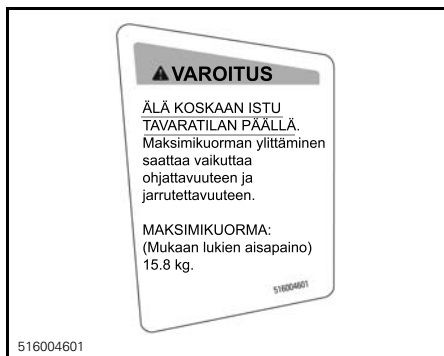 VAROITUS
ÄLÄ KOSKAAN ISTU
TAVARATILAN PÄÄLLÄ.
Maksimikuorman ylittäminen
saattaa vaikuttaa
ohjattavuuteen ja
jarrutettavuuteen.
MAKSIMIKUORMA:
(Mukaan lukien aisapaino)
15.8 kg.
516004601
516004601